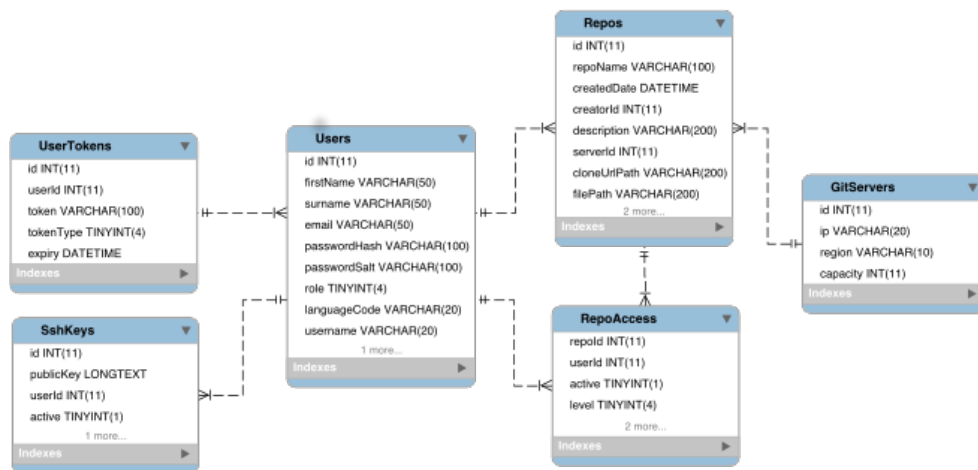 Repos
id INT(11)
repoName VARCHAR(100)
createdDate DATETIME
creatorId INT(11)
description VARCHAR(200)
serverId INT(11)
cloneUrlPath VARCHAR(200)
filePath VARCHAR(200)
2 more...
Indexes
UserTokens
id INT(11)
userId INT(11)
token VARCHAR(100)
tokenType TINYINT(4)
expiry DATETIME
Indexes
Users
id INT(11)
firstName VARCHAR(50)
surname VARCHAR(50)
email VARCHAR(50)
passwordHash VARCHAR(100)
passwordSalt VARCHAR(100)
role TINYINT(4)
languageCode VARCHAR(20)
username VARCHAR(20)
1 more...
Indexes
GitServers
id INT(11)
ip VARCHAR(20)
region VARCHAR(10)
capacity INT(11)
Indexes
SshKeys
id INT(11)
publicKey LONGTEXT
userId INT(11)
active TINYINT(1)
1 more...
Indexes
RepoAccess
repoId INT(11)
userId INT(11)
active TINYINT(1)
level TINYINT(4)
2 more...
Indexes